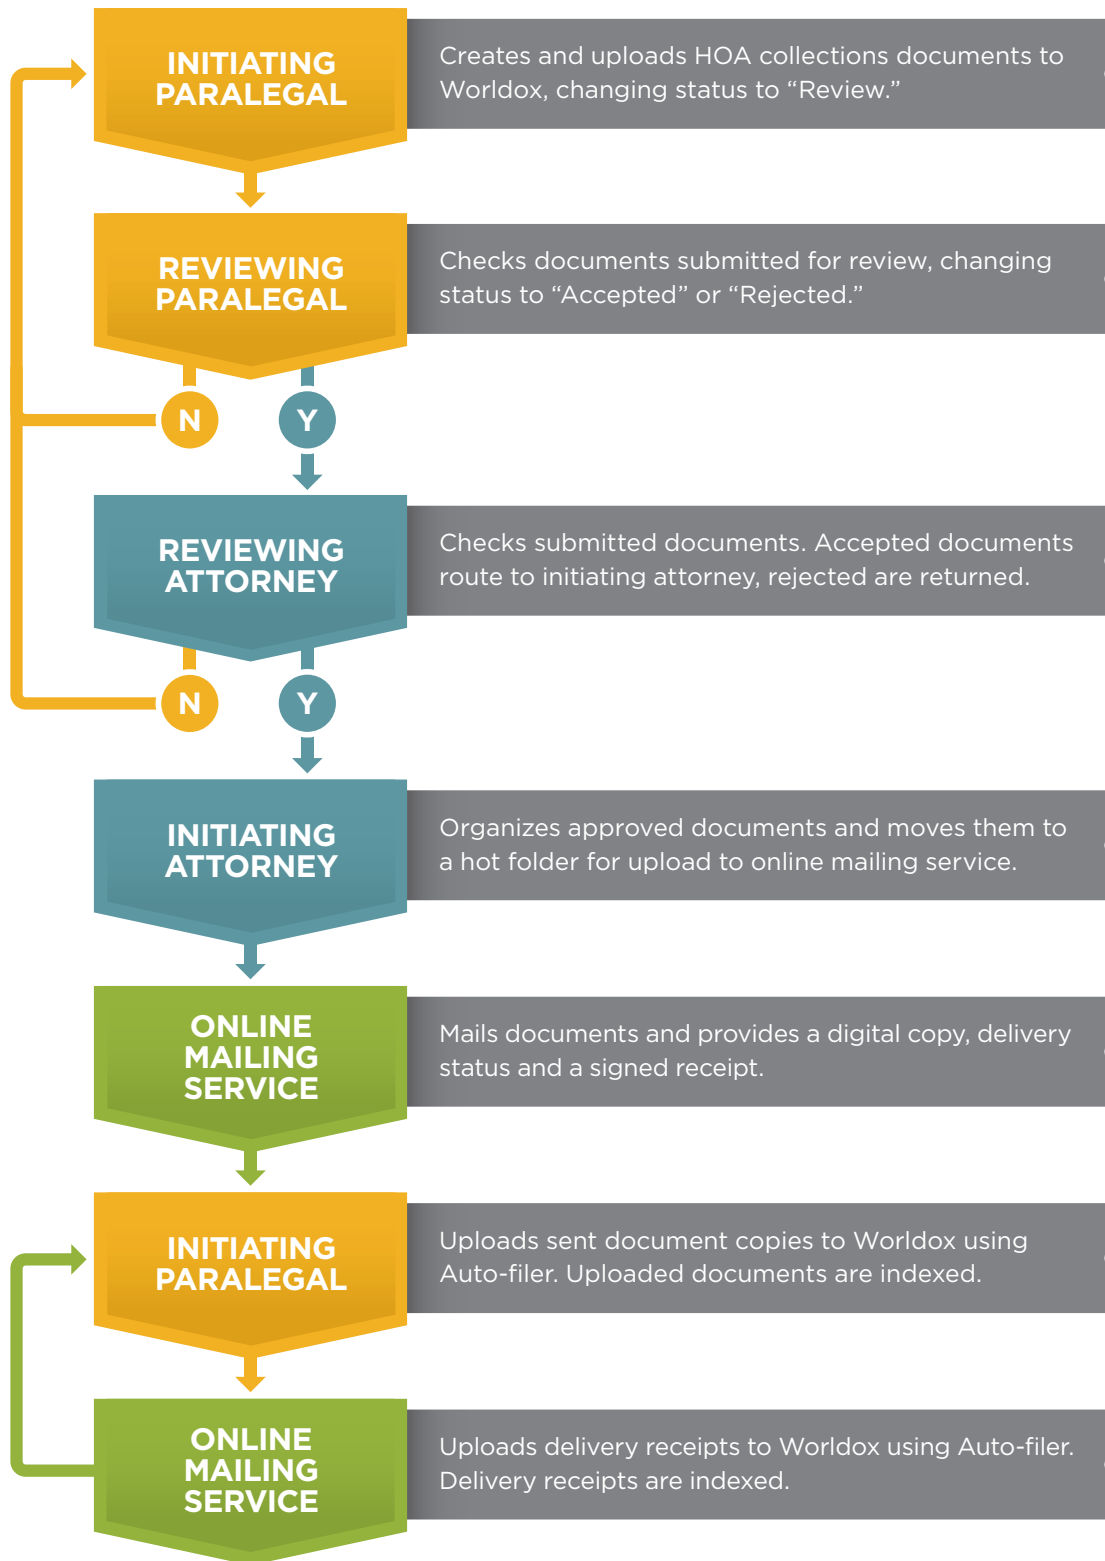 INITIATING
PARALEGAL
Creates and uploads HOA collections documents to
Worldox, changing status to “Review.”
REVIEWING
PARALEGAL
Checks documents submitted for review, changing
status to “Accepted” or “Rejected.”
N
Y
REVIEWING
ATTORNEY
Checks submitted documents. Accepted documents
route to initiating attorney, rejected are returned.
N
Y
INITIATING
ATTORNEY
Organizes approved documents and moves them to
a hot folder for upload to online mailing service.
ONLINE
MAILING
SERVICE
Mails documents and provides a digital copy, delivery
status and a signed receipt.
INITIATING
PARALEGAL
Uploads sent document copies to Worldox using
Auto-filer. Uploaded documents are indexed.
ONLINE
MAILING
SERVICE
Uploads delivery receipts to Worldox using Auto-filer.
Delivery receipts are indexed.